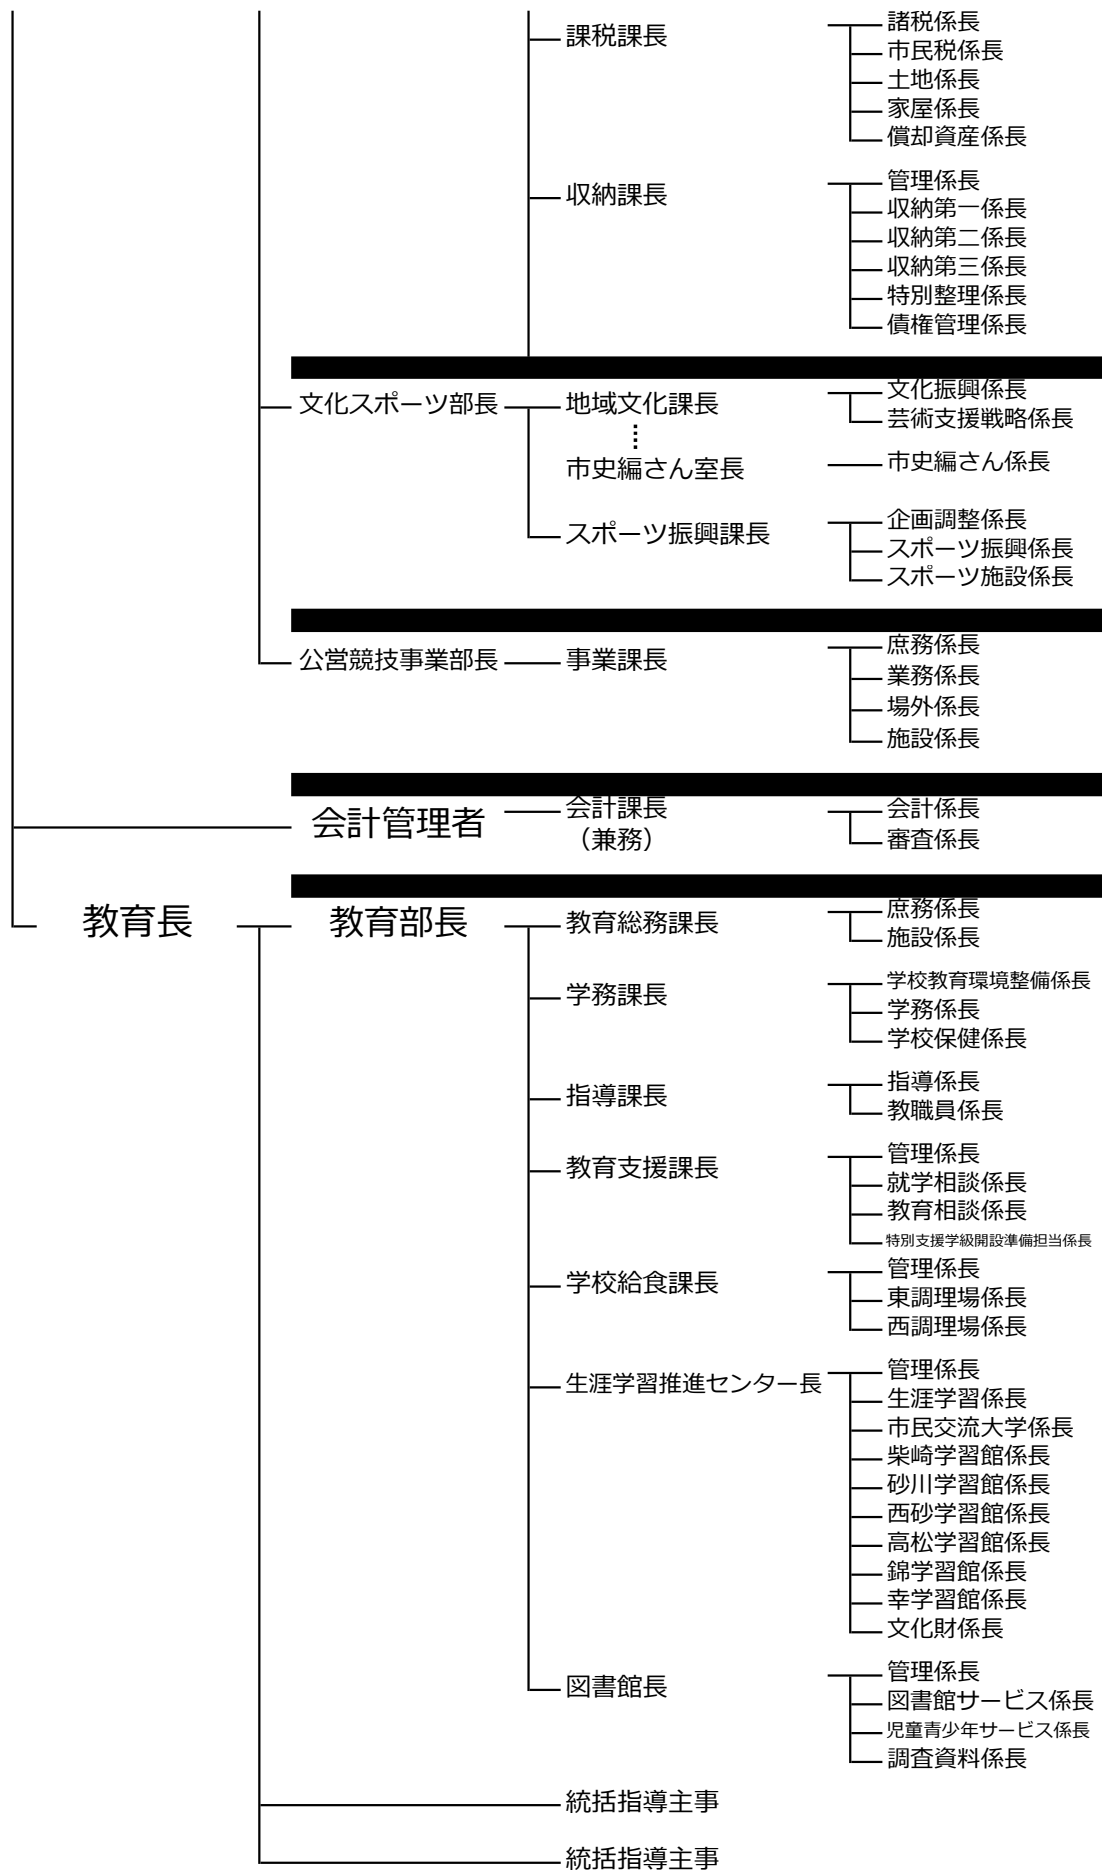 課税課長
諸税係長
市民税係長
土地係長
家屋係長
償却資産係長
収納課長
管理係長
収納第一係長
収納第二係長
収納第三係長
特別整理係長
債権管理係長
文化スポーツ部長
地域文化課長
文化振興係長
芸術支援戦略係長
市史編さん室長
市史編さん係長
スポーツ振興課長
企画調整係長
スポーツ振興係長
スポーツ施設係長
公営競技事業部長
事業課長
庶務係長
業務係長
場外係長
施設係長
会計管理者
会計課長
（兼務）
会計係長
審査係長
教育長
教育部長
教育総務課長
庶務係長
施設係長
学務課長
学校教育環境整備係長
学務係長
学校保健係長
指導課長
指導係長
教職員係長
教育支援課長
管理係長
就学相談係長
教育相談係長
特別支援学級開設準備担当係長
学校給食課長
管理係長
東調理場係長
西調理場係長
生涯学習推進センター長
管理係長
生涯学習係長
市民交流大学係長
柴崎学習館係長
砂川学習館係長
西砂学習館係長
高松学習館係長
錦学習館係長
幸学習館係長
文化財係長
図書館長
管理係長
図書館サービス係長
児童青少年サービス係長
調査資料係長
統括指導主事
統括指導主事